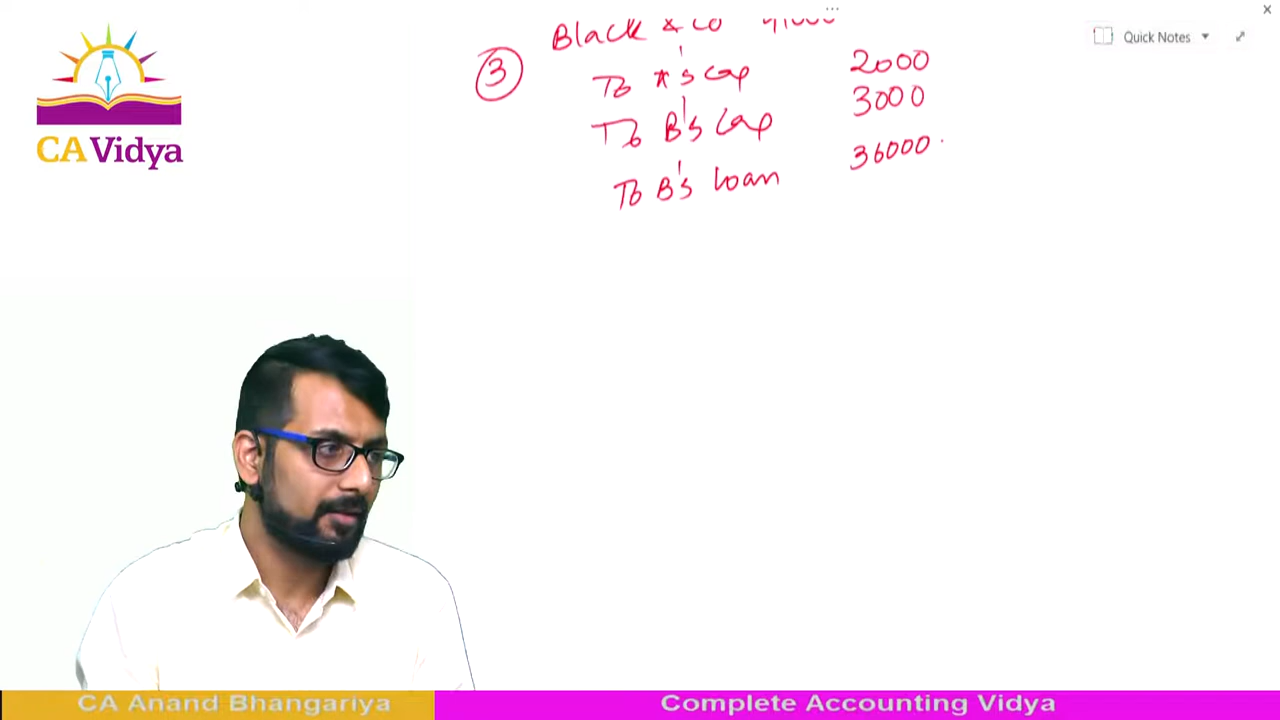 Black & Co 41000
③ To A's Cap 2000
To B's Cap 3000
To B's Loan 36000
Quick Notes
CA Vidya
CA Anand Bhangariya
Complete Accounting Vidya